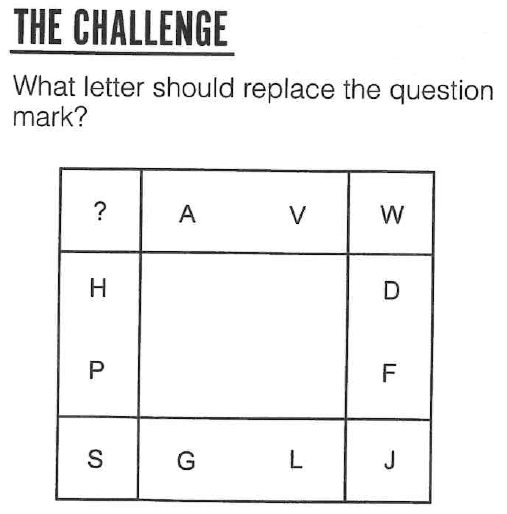 THE CHALLENGE
What letter should replace the question
mark?
? A V W
H D
P F
S G L J